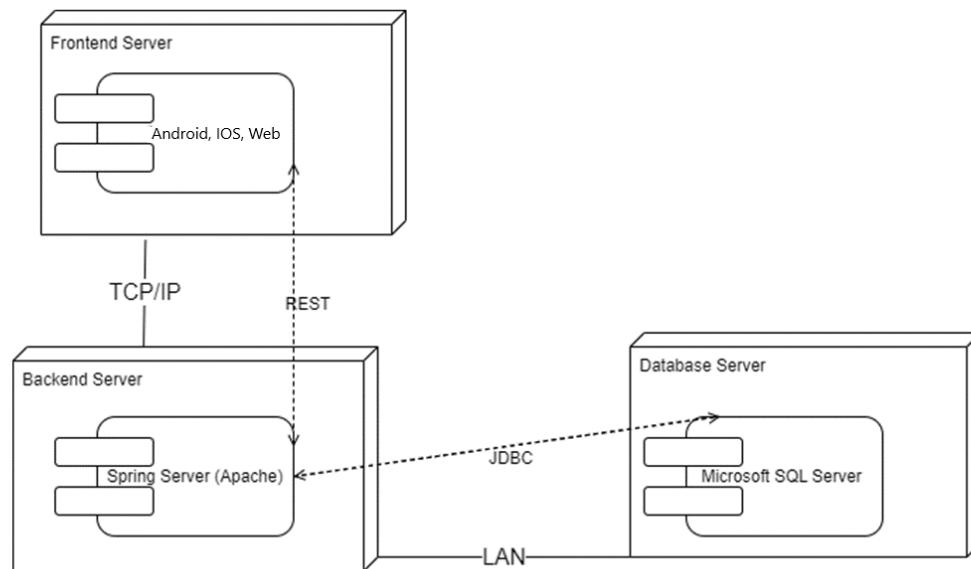 Frontend Server
Android, IOS, Web
TCP/IP
REST
Backend Server
Database Server
Spring Server (Apache)
JDBC
Microsoft SQL Server
LAN